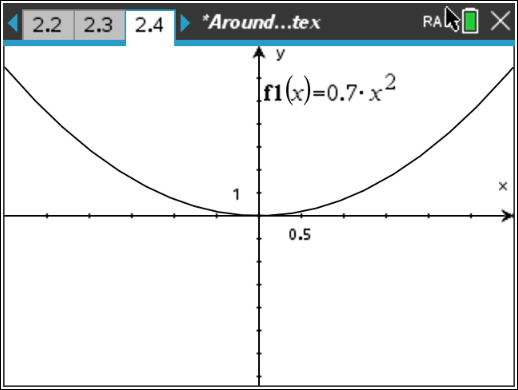 2.2 2.3 2.4 *Around...tex RAD
y
f1(x)=0.7·x²
1
x
0.5